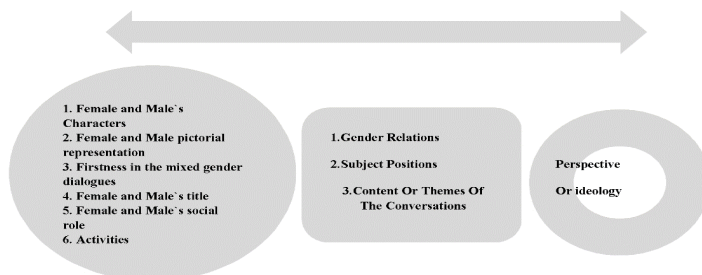 1. Female and Male`s
Characters
2. Female and Male pictorial
representation
3. Firstness in the mixed gender
dialogues
4. Female and Male`s title
5. Female and Male`s social
role
6. Activities
1.Gender Relations
2.Subject Positions
3.Content Or Themes Of
The Conversations
Perspective
Or ideology